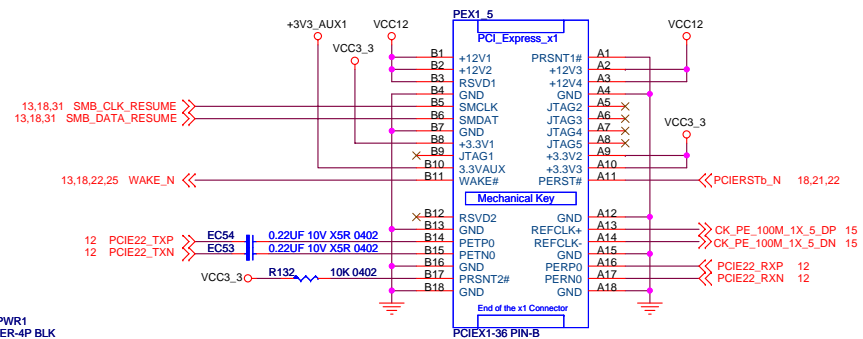 PEX1_5
+3V3_AUX1 VCC12 VCC12
PCI_Express_x1
VCC3_3
B1 +12V1 PRSNT1# A1
B2 +12V2 +12V3 A2
B3 RSVD1 +12V4 A3
B4 GND GND A4
13,18,31 SMB_CLK_RESUME B5 SMCLK JTAG2 A5
13,18,31 SMB_DATA_RESUME B6 SMDAT JTAG3 A6
B7 GND JTAG4 A7
B8 +3.3V1 JTAG5 A8
VCC3_3
B9 JTAG1 +3.3V2 A9
B10 3.3VAUX +3.3V3 A10
13,18,22,25 WAKE_N B11 WAKE# PERST# A11 PCIERSTb_N 18,21,22
Mechanical Key
B12 RSVD2 GND A12
B13 GND REFCLK+ A13 CK_PE_100M_1X_5_DP 15
12 PCIE22_TXP EC54 0.22UF 10V X5R 0402 B14 PETP0 REFCLK- A14 CK_PE_100M_1X_5_DN 15
12 PCIE22_TXN EC53 0.22UF 10V X5R 0402 B15 PETN0 GND A15
B16 GND PERP0 A16 PCIE22_RXP 12
VCC3_3 R132 10K 0402 B17 PRSNT2# PERN0 A17 PCIE22_RXN 12
B18 GND GND A18
End of the x1 Connector
PCIEX1-36 PIN-B
PWR1
ER-4P BLK